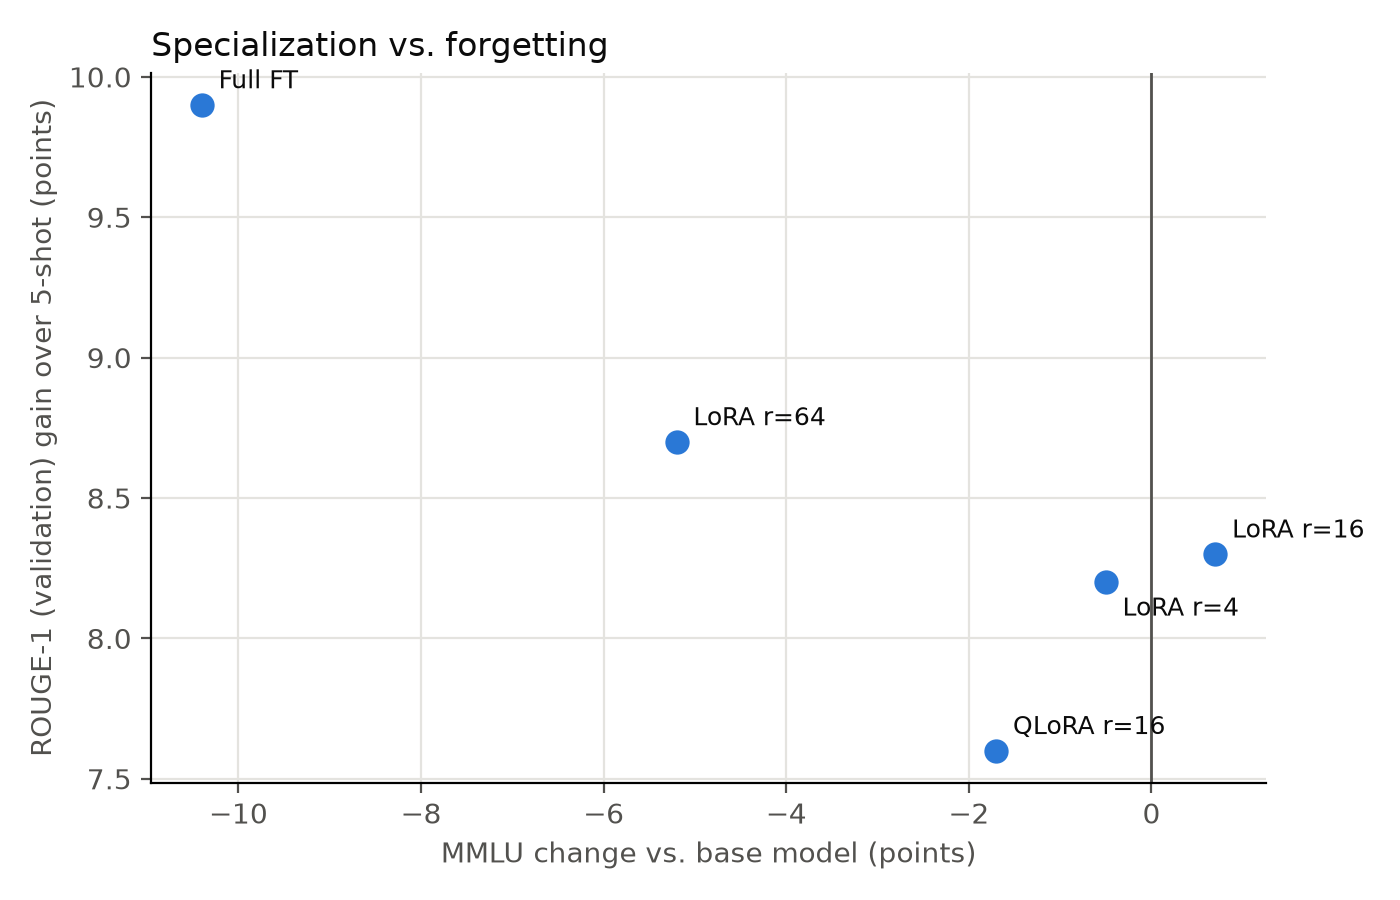 Specialization vs. forgetting
ROUGE-1 (validation) gain over 5-shot (points)
10.0
9.5
9.0
8.5
8.0
7.5
Full FT
LoRA r=64
LoRA r=16
LoRA r=4
QLoRA r=16
−10
−8
−6
−4
−2
0
MMLU change vs. base model (points)